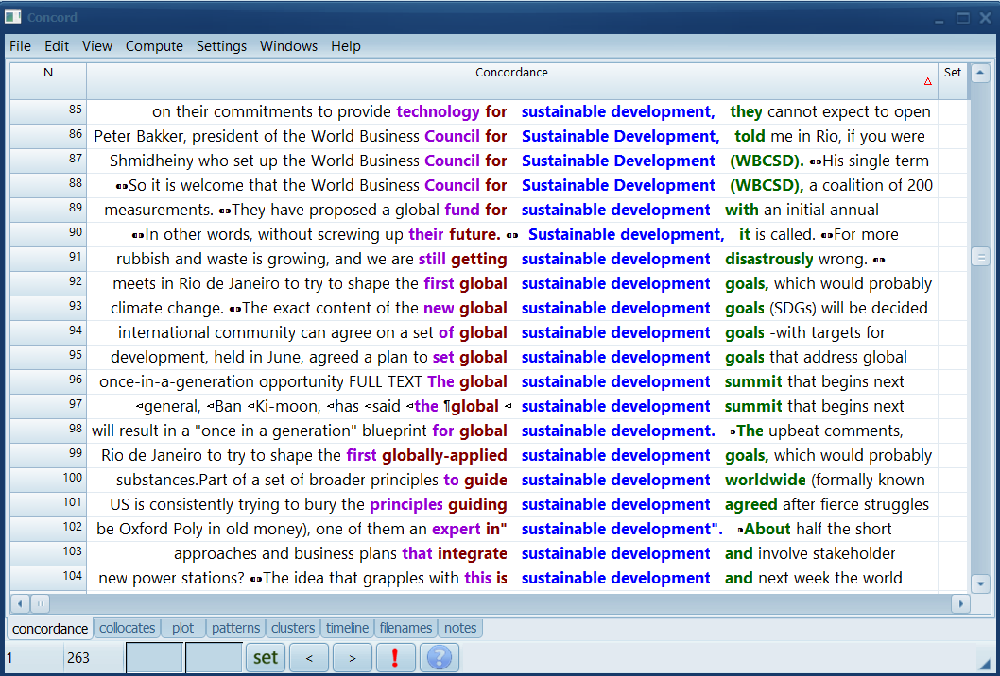 Concord
File Edit View Compute Settings Windows Help
N Concordance Set
85 on their commitments to provide technology for sustainable development, they cannot expect to open
86 Peter Bakker, president of the World Business Council for Sustainable Development, told me in Rio, if you were
87 Shmidheiny who set up the World Business Council for Sustainable Development (WBCSD). His single term
88 So it is welcome that the World Business Council for Sustainable Development (WBCSD), a coalition of 200
89 measurements. They have proposed a global fund for sustainable development with an initial annual
90 In other words, without screwing up their future. Sustainable development, it is called. For more
91 rubbish and waste is growing, and we are still getting sustainable development disastrously wrong.
92 meets in Rio de Janeiro to try to shape the first global sustainable development goals, which would probably
93 climate change. The exact content of the new global sustainable development goals (SDGs) will be decided
94 international community can agree on a set of global sustainable development goals -with targets for
95 development, held in June, agreed a plan to set global sustainable development goals that address global
96 once-in-a-generation opportunity FULL TEXT The global sustainable development summit that begins next
97 general, Ban Ki-moon, has said the ¶global sustainable development summit that begins next
98 will result in a "once in a generation" blueprint for global sustainable development. The upbeat comments,
99 Rio de Janeiro to try to shape the first globally-applied sustainable development goals, which would probably
100 substances.Part of a set of broader principles to guide sustainable development worldwide (formally known
101 US is consistently trying to bury the principles guiding sustainable development agreed after fierce struggles
102 be Oxford Poly in old money), one of them an expert in" sustainable development". About half the short
103 approaches and business plans that integrate sustainable development and involve stakeholder
104 new power stations? The idea that grapples with this is sustainable development and next week the world
concordance collocates plot patterns clusters timeline filenames notes
1 263 set < > ! ?